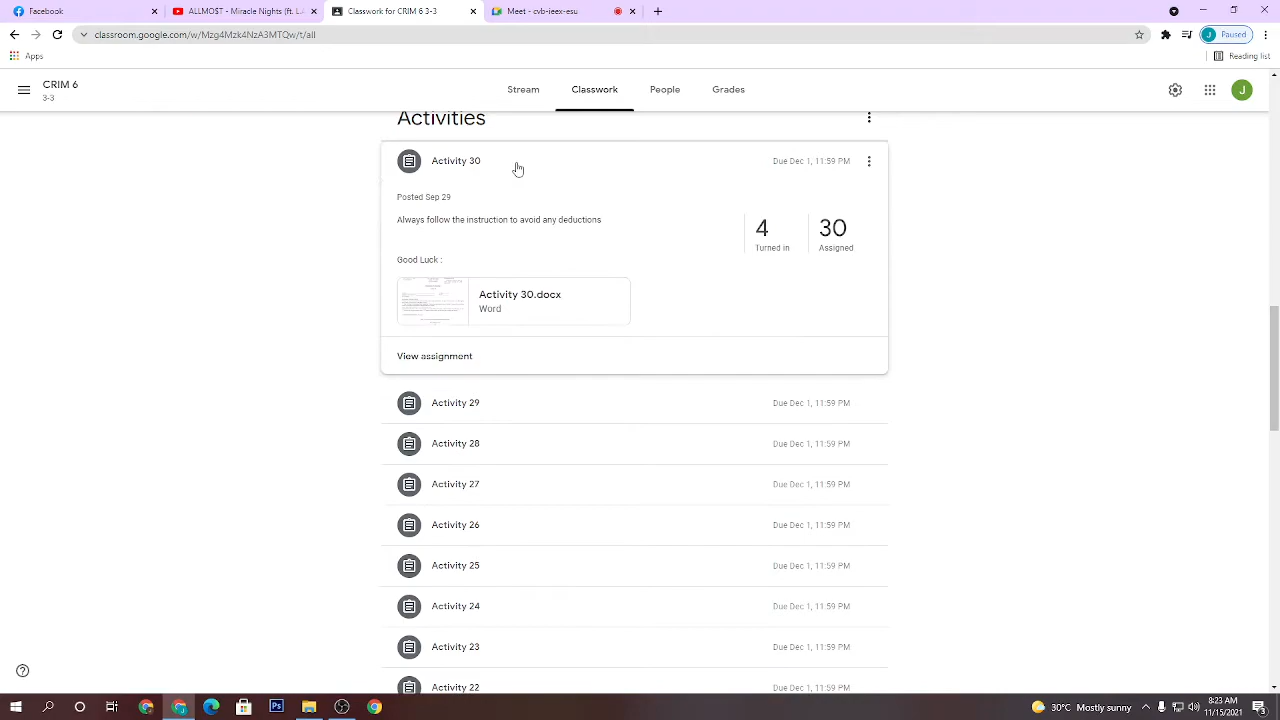 Facebook
ALLMOST - Miracle Nights (ft. L.A
Classwork for CRIM 6 3-3
Meet - cvb-ieex-esu
classroom.google.com/w/Mzg4Mzk4NzA3MTQw/t/all
J
Paused
Apps
Reading list
CRIM 6
3-3
Stream
Classwork
People
Grades
J
Activities
Activity 30
Due Dec 1, 11:59 PM
Posted Sep 29
Always follow the instruction to avoid any deductions
4
30
Turned in
Assigned
Good Luck :
Activity 30.docx
Word
View assignment
Activity 29
Due Dec 1, 11:59 PM
Activity 28
Due Dec 1, 11:59 PM
Activity 27
Due Dec 1, 11:59 PM
Activity 26
Due Dec 1, 11:59 PM
Activity 25
Due Dec 1, 11:59 PM
Activity 24
Due Dec 1, 11:59 PM
Activity 23
Due Dec 1, 11:59 PM
Activity 22
Due Dec 1, 11:59 PM
Ps
30°C Mostly sunny
8:23 AM
11/15/2021